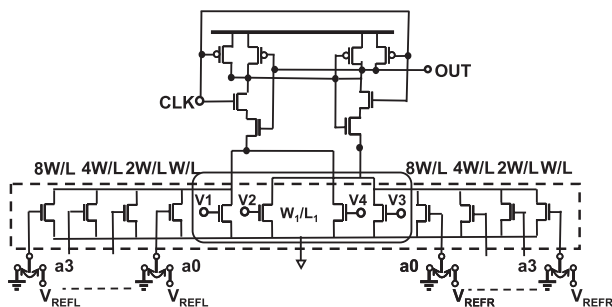 OUT
CLK
8W/L 4W/L 2W/L W/L
8W/L 4W/L 2W/L W/L
V1 V2 W1/L1 V4 V3
a3 a0 a0 a3
VREFL VREFL VREFR VREFR